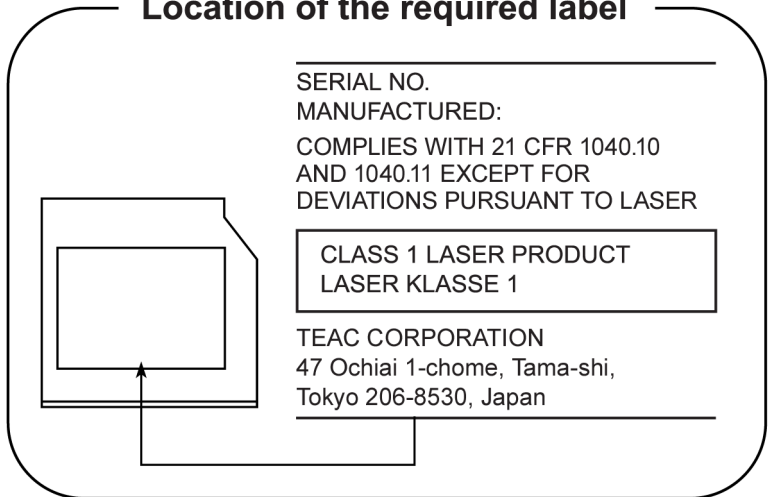 Location of the required label
SERIAL NO.
MANUFACTURED:
COMPLIES WITH 21 CFR 1040.10
AND 1040.11 EXCEPT FOR
DEVIATIONS PURSUANT TO LASER
CLASS 1 LASER PRODUCT
LASER KLASSE 1
TEAC CORPORATION
47 Ochiai 1-chome, Tama-shi,
Tokyo 206-8530, Japan